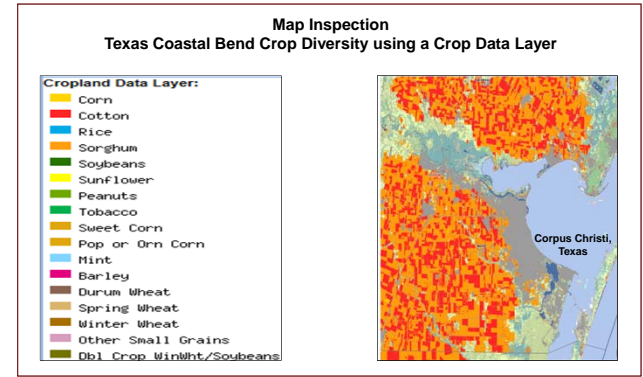 Map Inspection
Texas Coastal Bend Crop Diversity using a Crop Data Layer
Cropland Data Layer:
Corn
Cotton
Rice
Sorghum
Soybeans
Sunflower
Peanuts
Tobacco
Sweet Corn
Pop or Orn Corn
Mint
Barley
Durum Wheat
Spring Wheat
Winter Wheat
Other Small Grains
Dbl Crop WinWht/Soybeans
Corpus Christi,
Texas